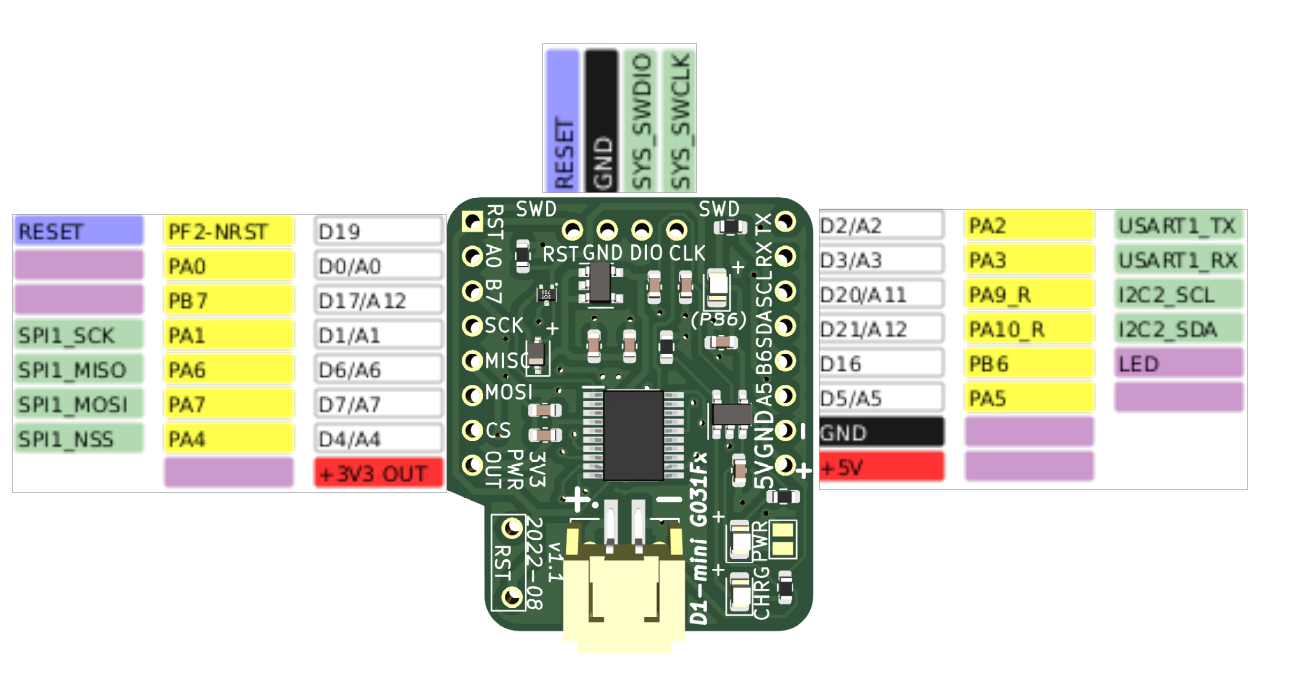 RESET
GND
SYS_SWDIO
SYS_SWCLK
RESET PF2-NRST D19
PA0 D0/A0
PB7 D17/A12
SPI1_SCK PA1 D1/A1
SPI1_MISO PA6 D6/A6
SPI1_MOSI PA7 D7/A7
SPI1_NSS PA4 D4/A4
+3V3 OUT
SWD SWD
RST GND DIO CLK
RST
A0
B7
SCK
MISO
MOSI
CS
OUT
PWR
3V3
+
(P36)
+
TX
RX
SCL
SDA
B6
A5
GND
5V
-
+
+. -
RST
2022-08
v1.1
D1-mini G031Fx
+
PWR
+
CHRG
D2/A2 PA2 USART1_TX
D3/A3 PA3 USART1_RX
D20/A11 PA9_R I2C2_SCL
D21/A12 PA10_R I2C2_SDA
D16 PB6 LED
D5/A5 PA5
GND
+5V